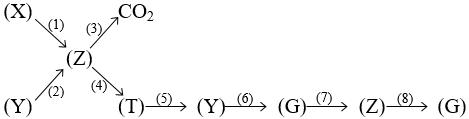 (X) (1) (3) CO₂
(Z)
(Y) (2) (4) (T) (5) (Y) (6) (G) (7) (Z) (8) (G)